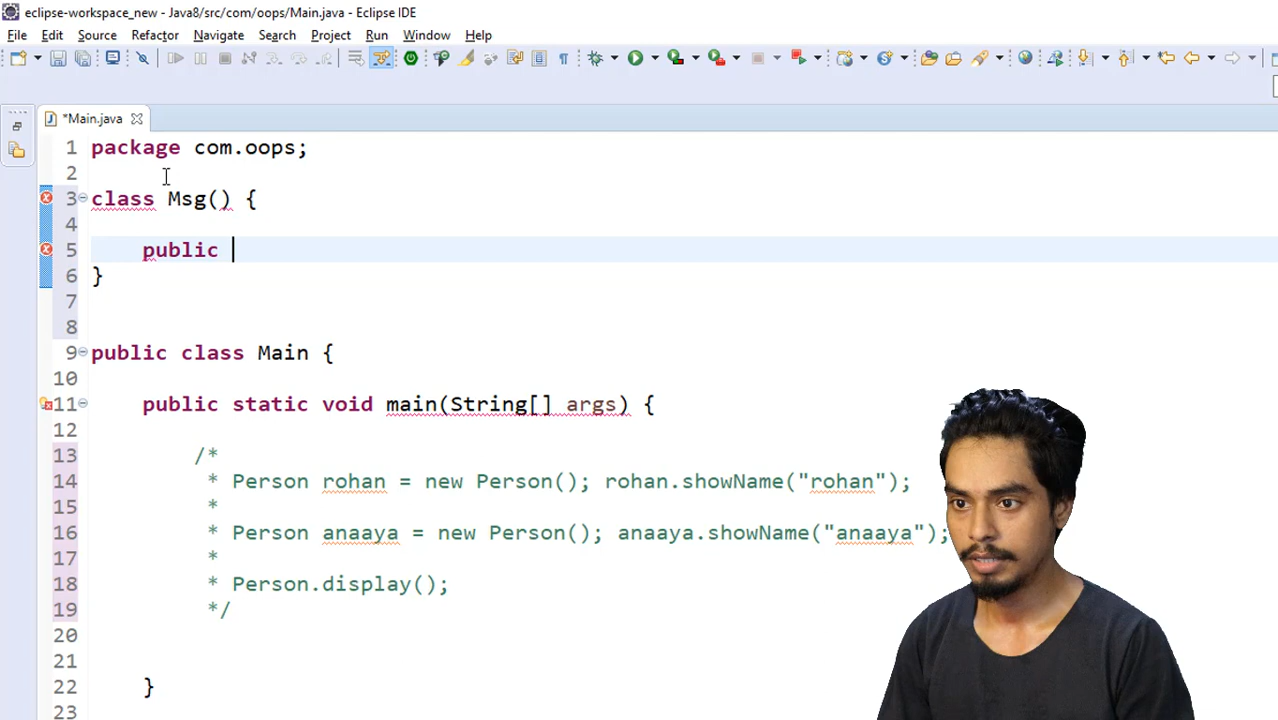 eclipse-workspace_new - Java8/src/com/oops/Main.java - Eclipse IDE
File Edit Source Refactor Navigate Search Project Run Window Help
*Main.java
1 package com.oops;
2
3 class Msg() {
4
5 public
6 }
7
8
9 public class Main {
10
11 public static void main(String[] args) {
12
13 /*
14 * Person rohan = new Person(); rohan.showName("rohan");
15 *
16 * Person anaaya = new Person(); anaaya.showName("anaaya");
17 *
18 * Person.display();
19 */
20
21
22 }
23